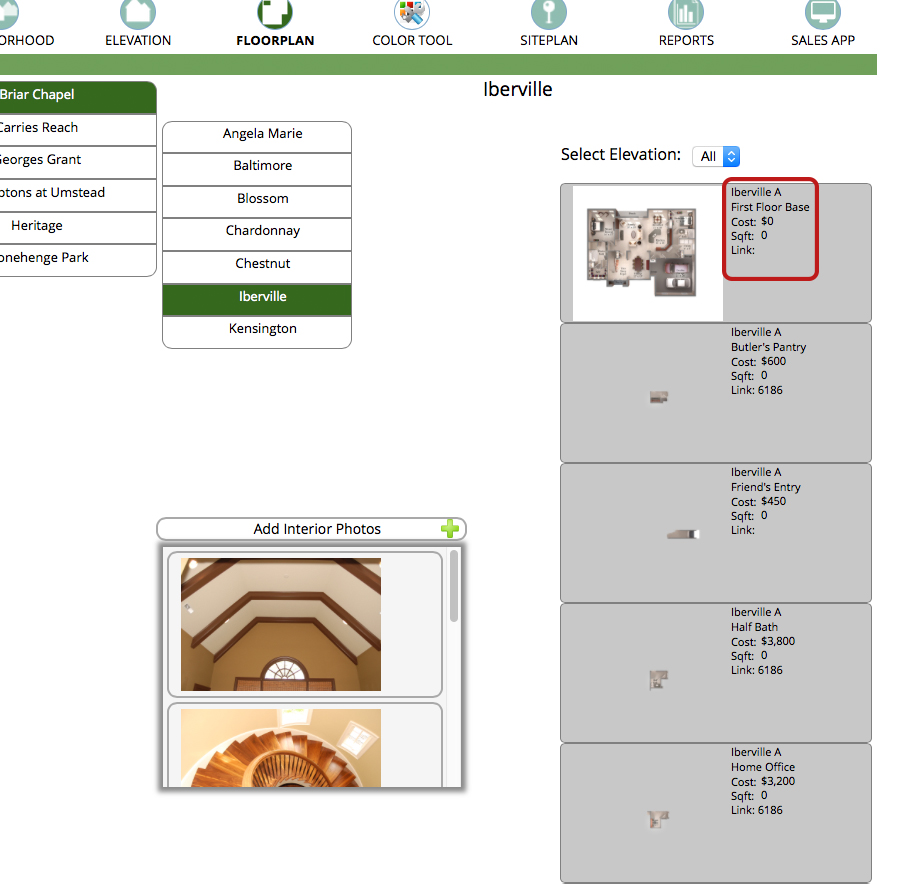 ORHOOD
ELEVATION
FLOORPLAN
COLOR TOOL
SITEPLAN
REPORTS
SALES APP
Briar Chapel
Carries Reach
Georges Grant
ptons at Umstead
Heritage
onehenge Park
Angela Marie
Baltimore
Blossom
Chardonnay
Chestnut
Iberville
Kensington
Add Interior Photos
Iberville
Select Elevation: All
Iberville A
First Floor Base
Cost: $0
Sqft: 0
Link:
Iberville A
Butler's Pantry
Cost: $600
Sqft: 0
Link: 6186
Iberville A
Friend's Entry
Cost: $450
Sqft: 0
Link:
Iberville A
Half Bath
Cost: $3,800
Sqft: 0
Link: 6186
Iberville A
Home Office
Cost: $3,200
Sqft: 0
Link: 6186